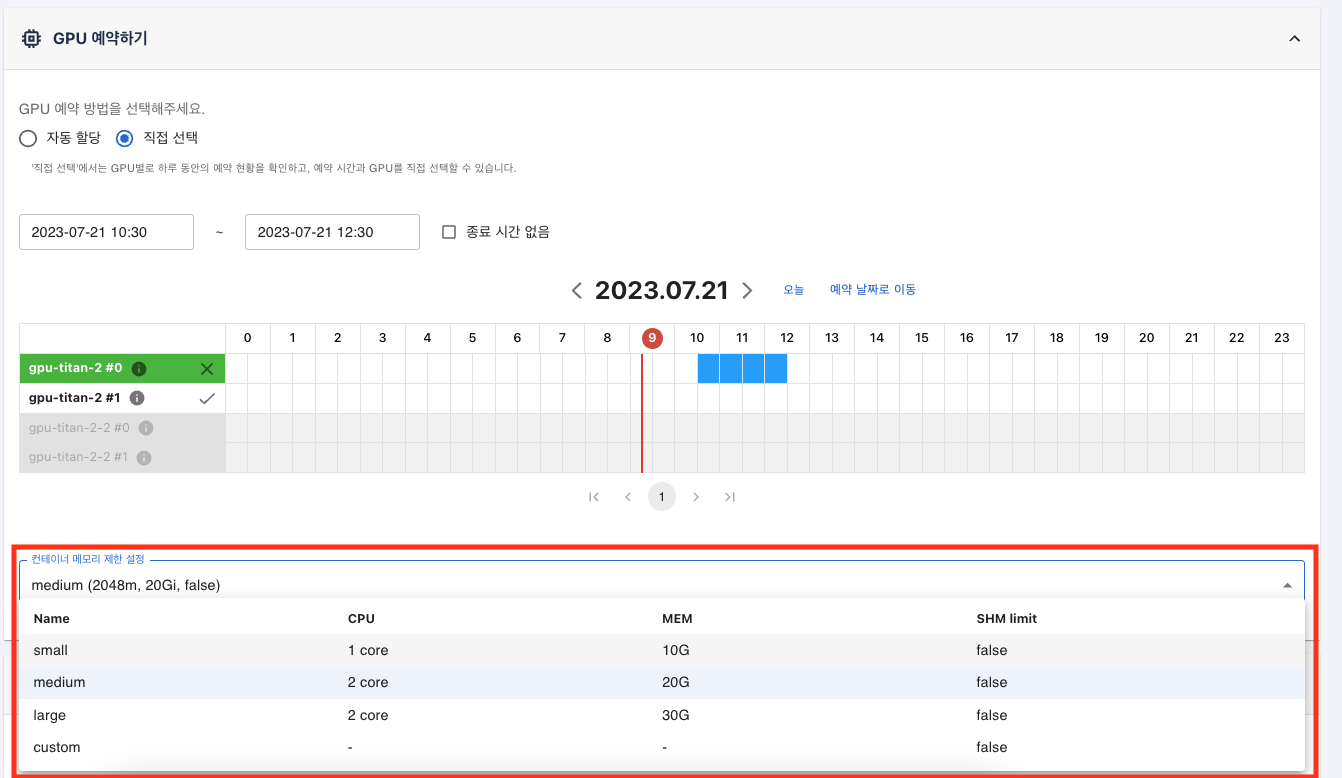 GPU 예약하기
GPU 예약 방법을 선택해주세요.
자동 할당 직접 선택
'직접 선택'에서는 GPU별로 하루 동안의 예약 현황을 확인하고, 예약 시간과 GPU를 직접 선택할 수 있습니다.
2023-07-21 10:30 ~ 2023-07-21 12:30 종료 시간 없음
2023.07.21 오늘 예약 날짜로 이동
0 1 2 3 4 5 6 7 8 9 10 11 12 13 14 15 16 17 18 19 20 21 22 23
gpu-titan-2 #0
gpu-titan-2 #1
gpu-titan-2-2 #0
gpu-titan-2-2 #1
1
컨테이너 메모리 제한 설정
medium (2048m, 20Gi, false)
Name CPU MEM SHM limit
small 1 core 10G false
medium 2 core 20G false
large 2 core 30G false
custom - - false